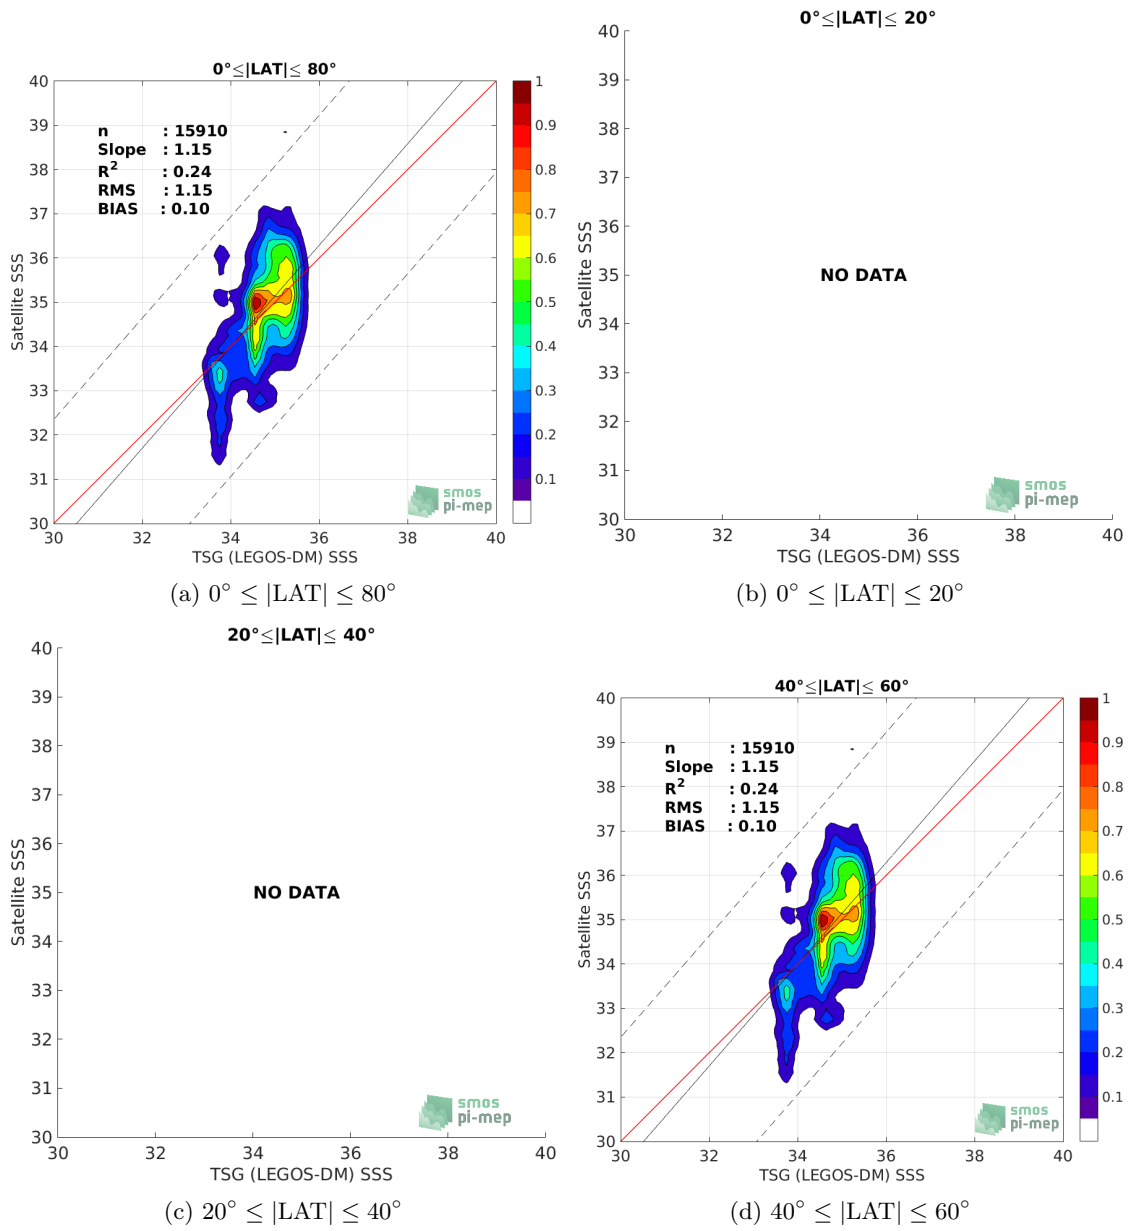 0°≤|LAT|≤ 80°
40
39
38
37
36
35
34
33
32
31
30
Satellite SSS
n : 15910
Slope : 1.15
R² : 0.24
RMS : 1.15
BIAS : 0.10
smos
pi-mep
30 32 34 36 38 40
TSG (LEGOS-DM) SSS
1
0.9
0.8
0.7
0.6
0.5
0.4
0.3
0.2
0.1
(a) 0° ≤ |LAT| ≤ 80°
0°≤|LAT|≤ 20°
40
39
38
37
36
35
34
33
32
31
30
Satellite SSS
NO DATA
smos
pi-mep
30 32 34 36 38 40
TSG (LEGOS-DM) SSS
(b) 0° ≤ |LAT| ≤ 20°
20°≤|LAT|≤ 40°
40
39
38
37
36
35
34
33
32
31
30
Satellite SSS
NO DATA
smos
pi-mep
30 32 34 36 38 40
TSG (LEGOS-DM) SSS
(c) 20° ≤ |LAT| ≤ 40°
40°≤|LAT|≤ 60°
40
39
38
37
36
35
34
33
32
31
30
Satellite SSS
n : 15910
Slope : 1.15
R² : 0.24
RMS : 1.15
BIAS : 0.10
smos
pi-mep
30 32 34 36 38 40
TSG (LEGOS-DM) SSS
1
0.9
0.8
0.7
0.6
0.5
0.4
0.3
0.2
0.1
(d) 40° ≤ |LAT| ≤ 60°